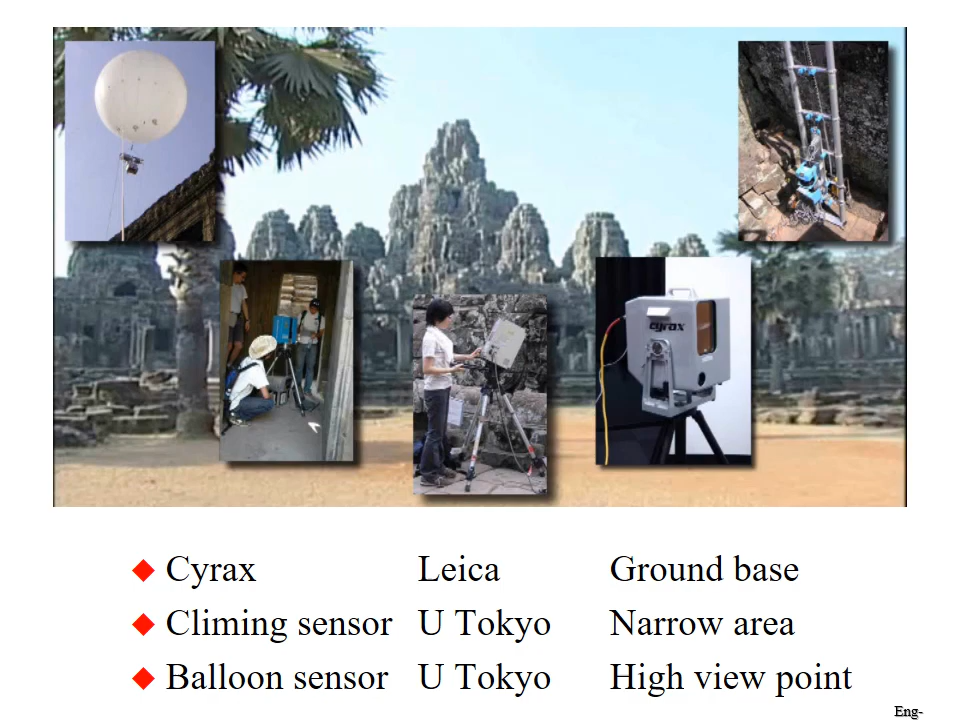 cyrax
Cyrax Leica Ground base
Climing sensor U Tokyo Narrow area
Balloon sensor U Tokyo High view point
Eng-